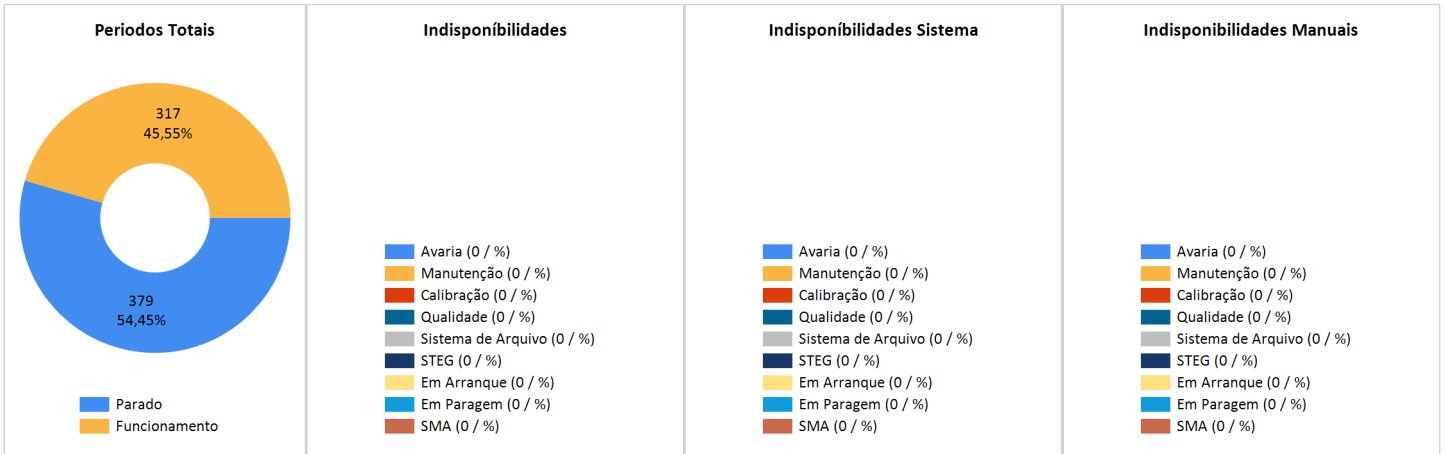 Periodos Totais
317
45,55%
379
54,45%
Parado
Funcionamento
Indisponíbilidades
Avaria (0 / %)
Manutenção (0 / %)
Calibração (0 / %)
Qualidade (0 / %)
Sistema de Arquivo (0 / %)
STEG (0 / %)
Em Arranque (0 / %)
Em Paragem (0 / %)
SMA (0 / %)
Indisponíbilidades Sistema
Avaria (0 / %)
Manutenção (0 / %)
Calibração (0 / %)
Qualidade (0 / %)
Sistema de Arquivo (0 / %)
STEG (0 / %)
Em Arranque (0 / %)
Em Paragem (0 / %)
SMA (0 / %)
Indisponíbilidades Manuais
Avaria (0 / %)
Manutenção (0 / %)
Calibração (0 / %)
Qualidade (0 / %)
Sistema de Arquivo (0 / %)
STEG (0 / %)
Em Arranque (0 / %)
Em Paragem (0 / %)
SMA (0 / %)